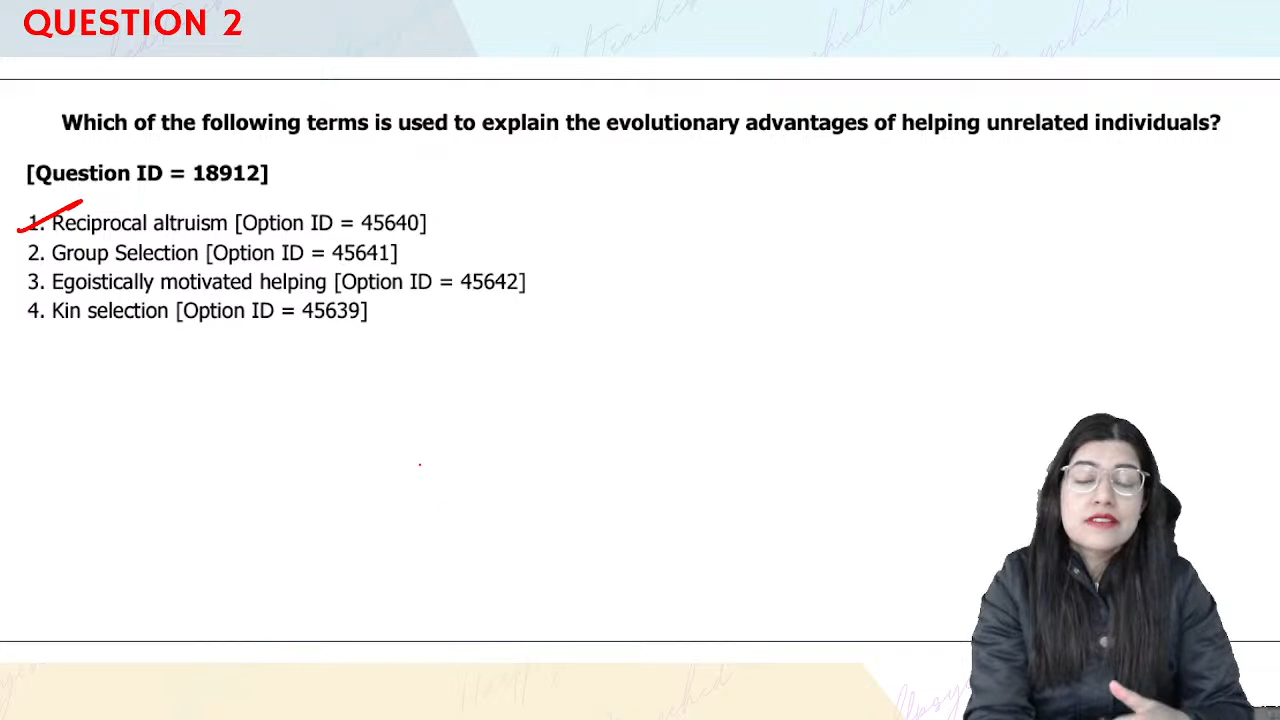 QUESTION 2
Which of the following terms is used to explain the evolutionary advantages of helping unrelated individuals?
[Question ID = 18912]
1. Reciprocal altruism [Option ID = 45640]
2. Group Selection [Option ID = 45641]
3. Egoistically motivated helping [Option ID = 45642]
4. Kin selection [Option ID = 45639]